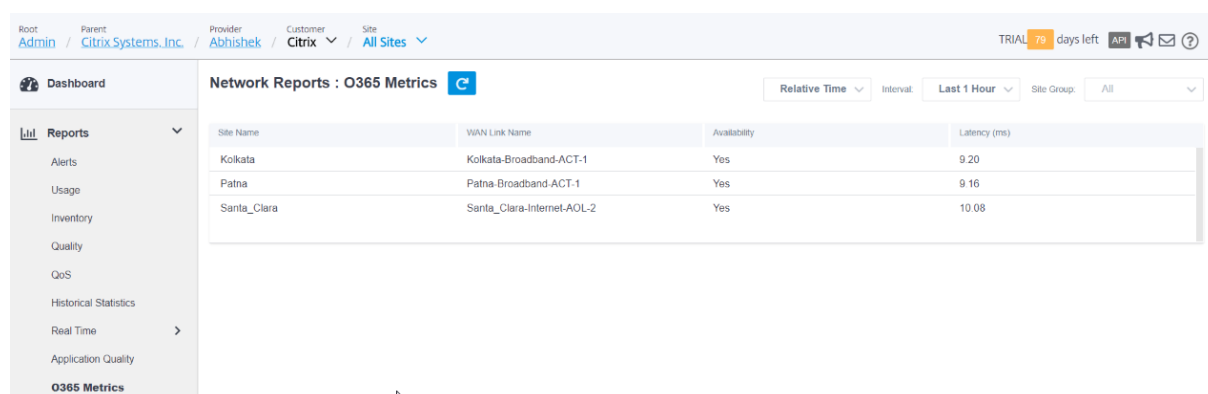 Root Parent Provider Customer Site
Admin / Citrix Systems, Inc. / Abhishek / Citrix / All Sites
TRIAL 79 days left API
Dashboard
Network Reports : O365 Metrics
Relative Time Interval: Last 1 Hour Site Group: All
Reports
Alerts
Usage
Inventory
Quality
QoS
Historical Statistics
Real Time
Application Quality
O365 Metrics
Site Name WAN Link Name Availability Latency (ms)
Kolkata Kolkata-Broadband-ACT-1 Yes 9.20
Patna Patna-Broadband-ACT-1 Yes 9.16
Santa_Clara Santa_Clara-Internet-AOL-2 Yes 10.08